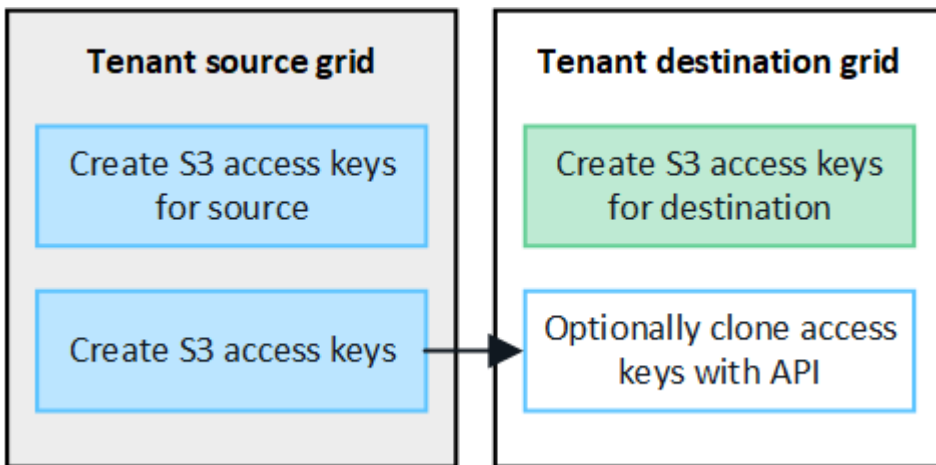 Tenant source grid
Create S3 access keys
for source
Create S3 access keys
Tenant destination grid
Create S3 access keys
for destination
Optionally clone access
keys with API